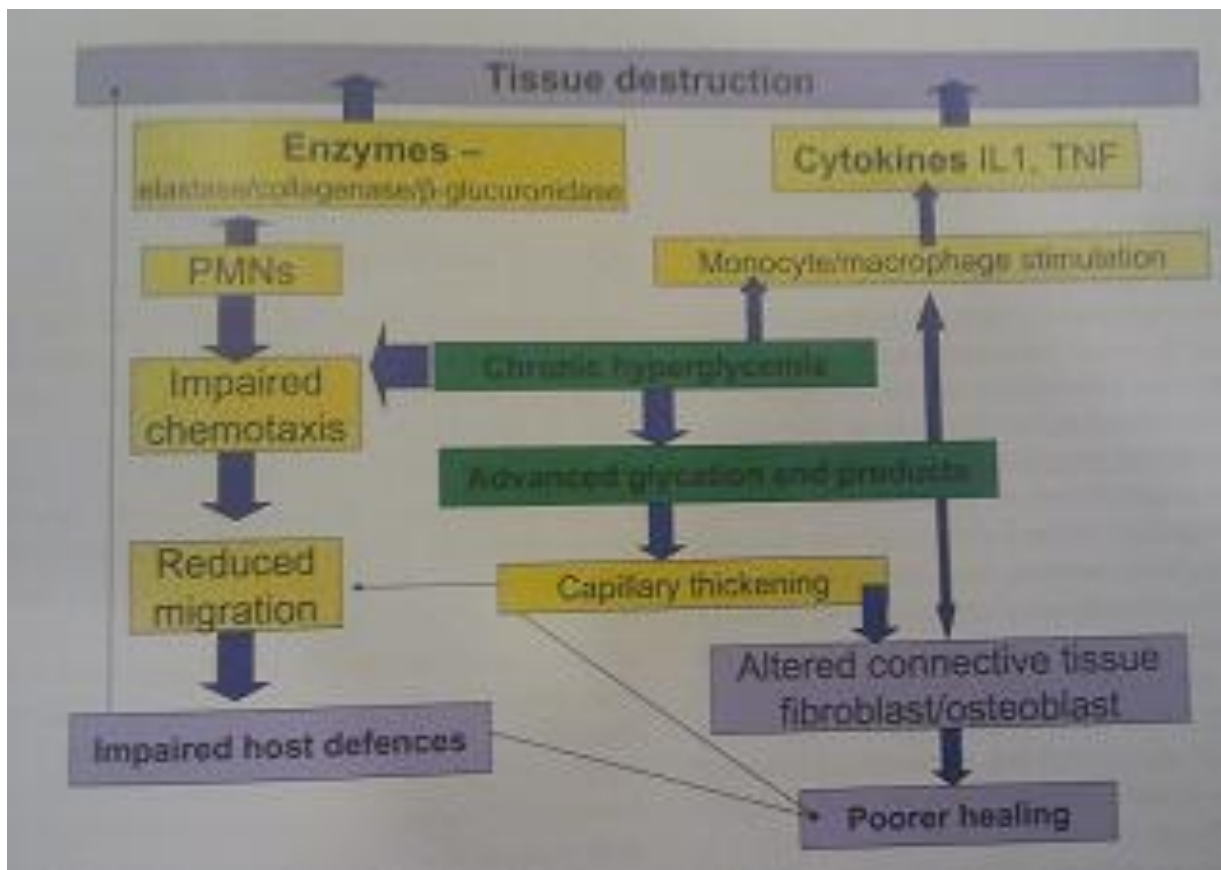 Tissue destruction
Enzymes –
elastase/collagenase/β-glucuronidase
Cytokines IL1, TNF
PMNs
Monocyte/macrophage stimulation
Chronic hyperglycemia
Impaired
chemotaxis
Advanced glycation end products
Reduced
migration
Capillary thickening
Altered connective tissue
fibroblast/osteoblast
Impaired host defences
Poorer healing